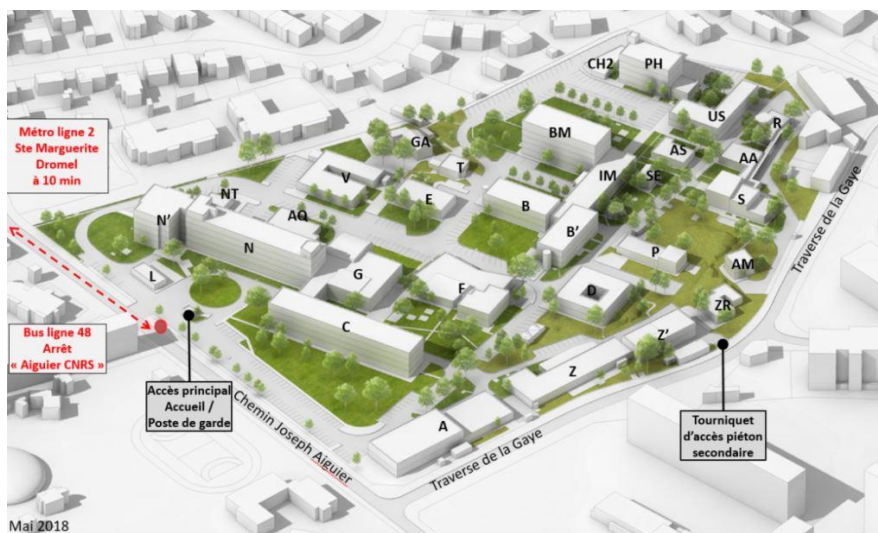 CH2
PH
US
R
GA
BM
AS
AA
T
IM
SE
V
E
B
S
NT
AQ
N'
N
B'
P
AM
G
L
F
D
ZR
C
Z'
Z
A
Métro ligne 2
Ste Marguerite
Dromel
à 10 min
Bus ligne 48
Arrêt
« Aiguier CNRS »
Accès principal
Accueil /
Poste de garde
Chemin Joseph Aiguier
Traverse de la Gaye
Traverse de la Gaye
Tourniquet
d'accès piéton
secondaire
Mai 2018